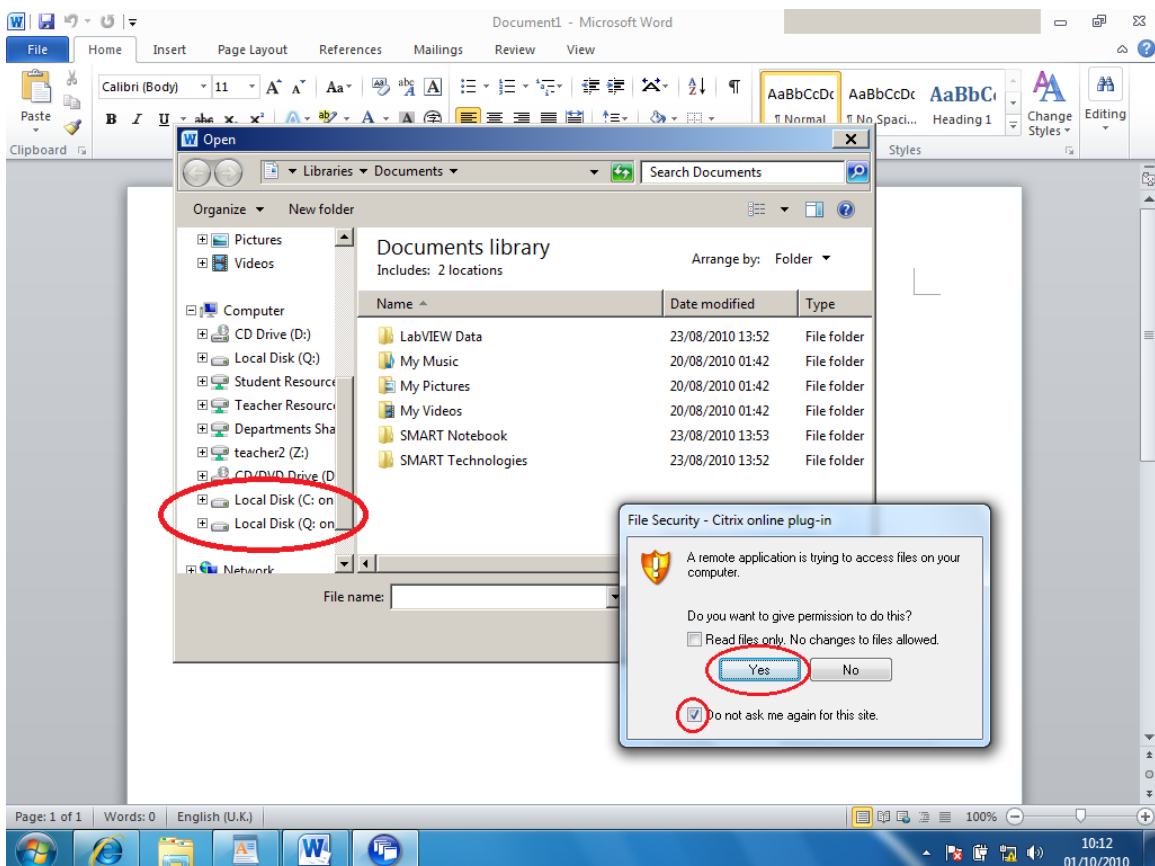 Document1 - Microsoft Word
File Home Insert Page Layout References Mailings Review View
Calibri (Body) 11 A A Aa abc A A Z
AaBbCcDc AaBbCcDc AaBbC
Paste B I U abc x₂ x² A aby A A
¶ Normal ¶ No Spaci... Heading 1 Change Styles Editing
Clipboard Styles
W Open X
Libraries Documents Search Documents
Organize New folder
Pictures
Videos
Computer
CD Drive (D:)
Local Disk (Q:)
Student Resource
Teacher Resource
Departments Sha
teacher2 (Z:)
CD/DVD Drive (D
Local Disk (C: on
Local Disk (Q: on
Network
Documents library
Includes: 2 locations
Arrange by: Folder
Name Date modified Type
LabVIEW Data 23/08/2010 13:52 File folder
My Music 20/08/2010 01:42 File folder
My Pictures 20/08/2010 01:42 File folder
My Videos 20/08/2010 01:42 File folder
SMART Notebook 23/08/2010 13:53 File folder
SMART Technologies 23/08/2010 13:52 File folder
File name:
File Security - Citrix online plug-in
A remote application is trying to access files on your
computer.
Do you want to give permission to do this?
Read files only. No changes to files allowed.
Yes No
Do not ask me again for this site.
Page: 1 of 1 Words: 0 English (U.K.) 100%
10:12
01/10/2010